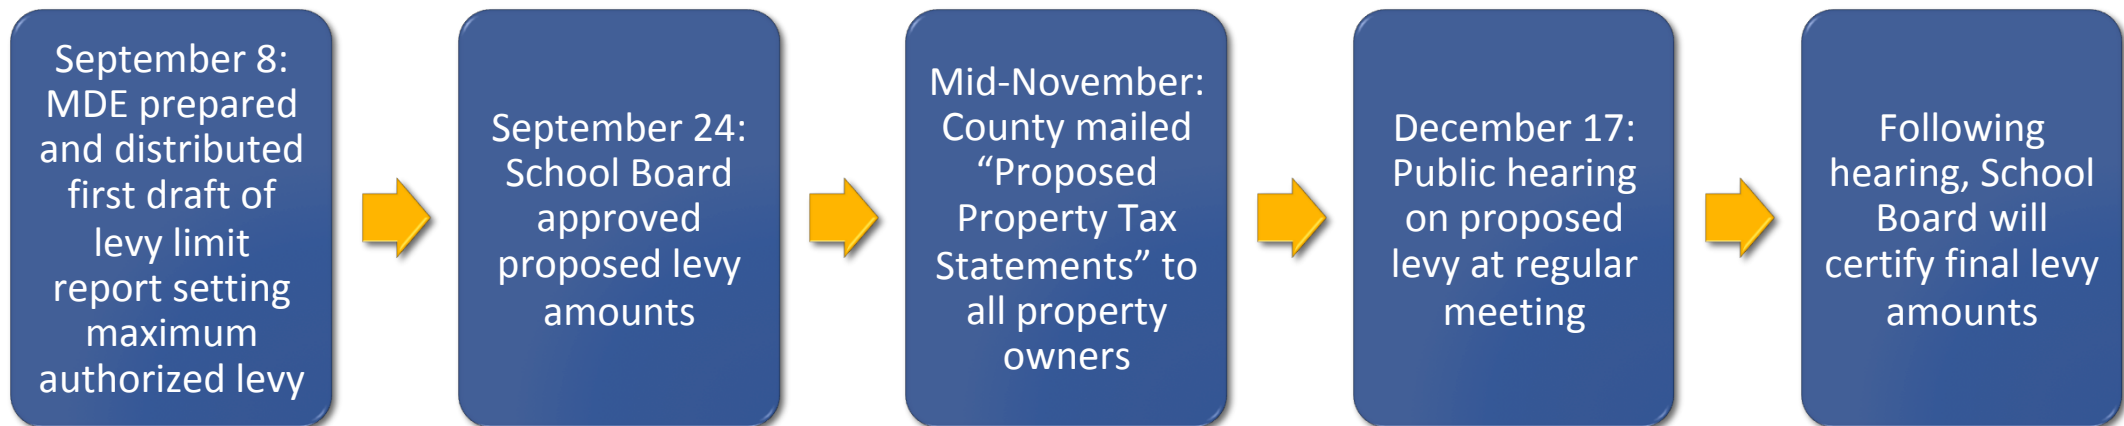 September 8:
MDE prepared
and distributed
first draft of
levy limit
report setting
maximum
authorized levy
September 24:
School Board
approved
proposed levy
amounts
Mid-November:
County mailed
“Proposed
Property Tax
Statements” to
all property
owners
December 17:
Public hearing
on proposed
levy at regular
meeting
Following
hearing, School
Board will
certify final levy
amounts